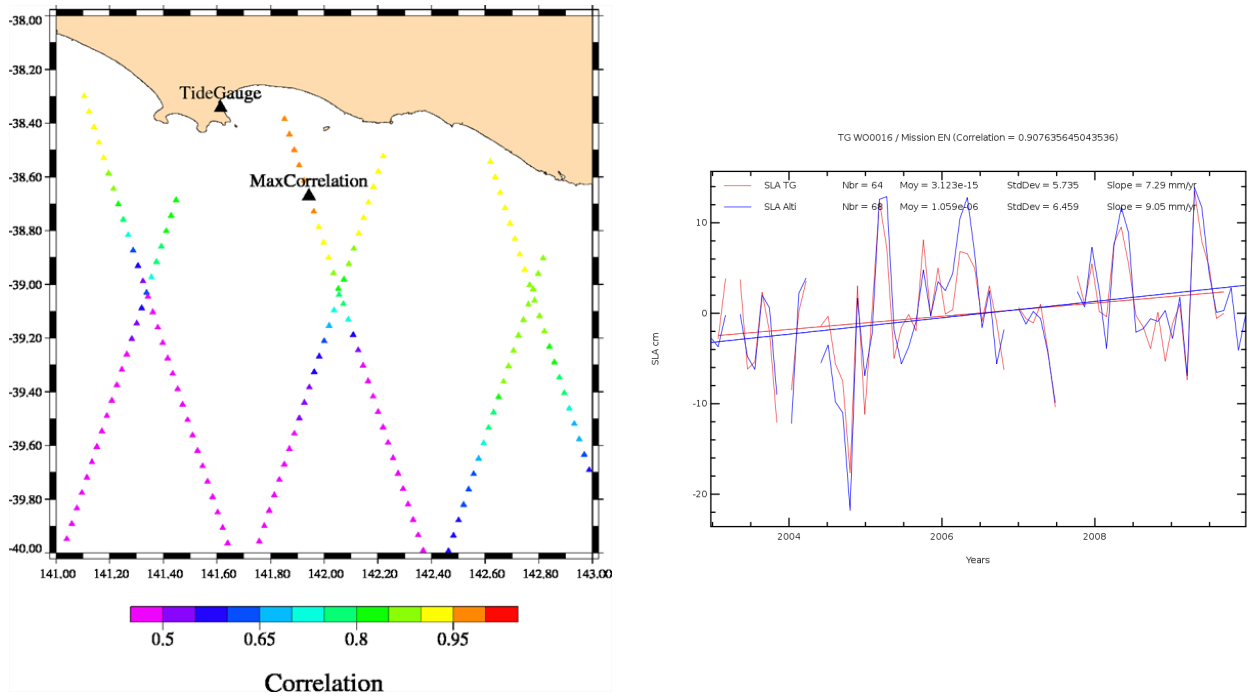 -38.00
-38.20
TideGauge
-38.40
-38.60
MaxCorrelation
-38.80
-39.00
-39.20
-39.40
-39.60
-39.80
-40.00
141.00 141.20 141.40 141.60 141.80 142.00 142.20 142.40 142.60 142.80 143.00
0.5 0.65 0.8 0.95
Correlation
TG WO0016 / Mission EN (Correlation = 0.907635645043536)
SLA TG Nbr = 64 Moy = 3.123e-15 StdDev = 5.735 Slope = 7.29 mm/yr
SLA Alti Nbr = 68 Moy = 1.059e-06 StdDev = 6.459 Slope = 9.05 mm/yr
10
0
-10
-20
SLA cm
2004 2006 2008
Years